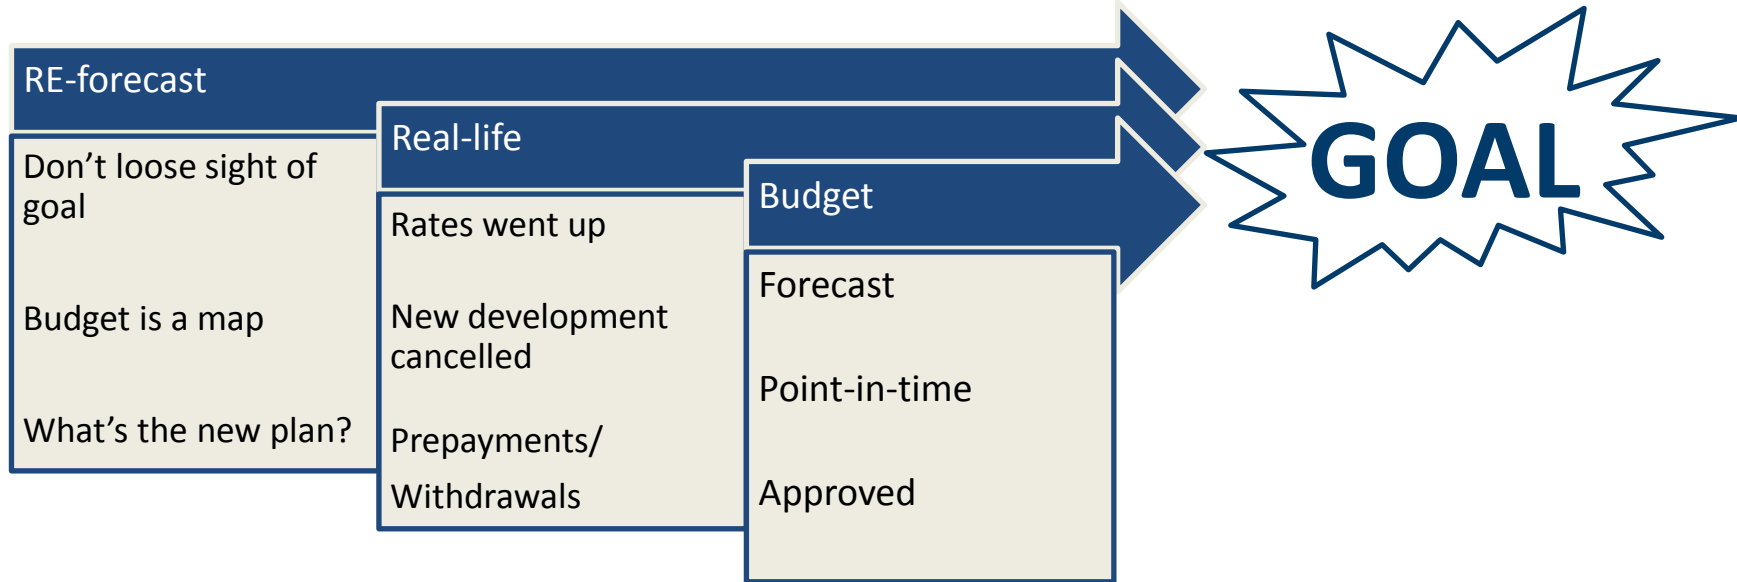 RE-forecast
Don’t loose sight of
goal
Budget is a map
What’s the new plan?
Real-life
Rates went up
New development
cancelled
Prepayments/
Withdrawals
Budget
Forecast
Point-in-time
Approved
GOAL